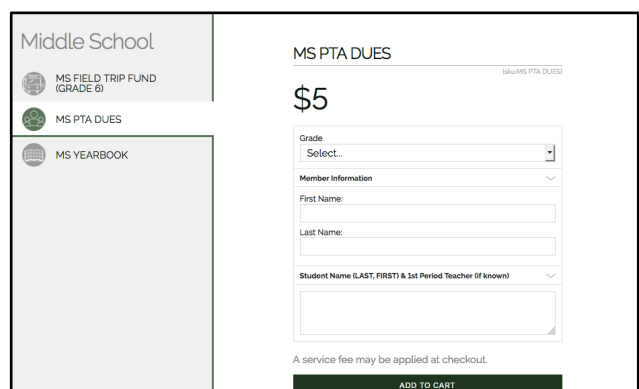 Middle School
MS FIELD TRIP FUND
(GRADE 6)
MS PTA DUES
MS YEARBOOK
MS PTA DUES
(sku:MS PTA DUES)
$5
Grade
Select...
Member Information
First Name:
Last Name:
Student Name (LAST, FIRST) & 1st Period Teacher (if known)
A service fee may be applied at checkout.
ADD TO CART